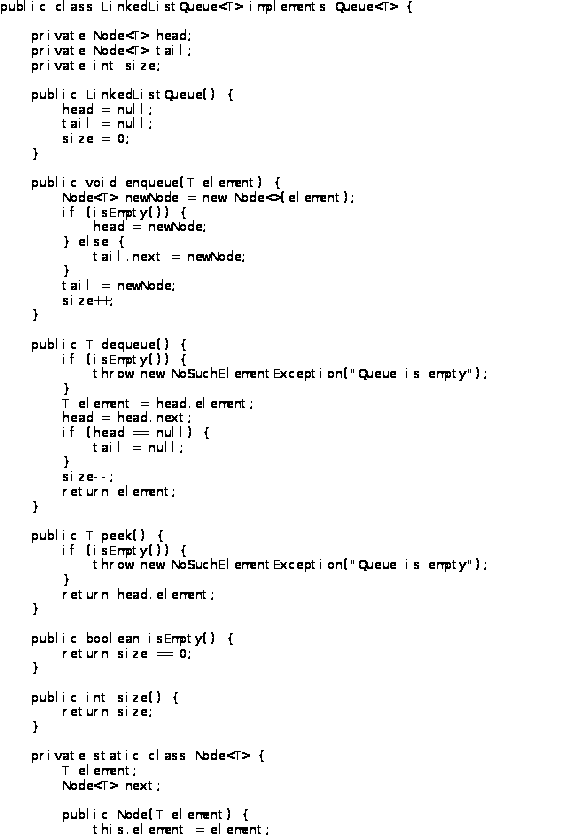 public class LinkedListQueue<T> implements Queue<T> {
private Node<T> head;
private Node<T> tail;
private int size;
public LinkedListQueue() {
head = null;
tail = null;
size = 0;
}
public void enqueue(T element) {
Node<T> newNode = new Node<>(element);
if (isEmpty()) {
head = newNode;
} else {
tail.next = newNode;
}
tail = newNode;
size++;
}
public T dequeue() {
if (isEmpty()) {
throw new NoSuchElementException("Queue is empty");
}
T element = head.element;
head = head.next;
if (head == null) {
tail = null;
}
size--;
return element;
}
public T peek() {
if (isEmpty()) {
throw new NoSuchElementException("Queue is empty");
}
return head.element;
}
public boolean isEmpty() {
return size == 0;
}
public int size() {
return size;
}
private static class Node<T> {
T element;
Node<T> next;
public Node(T element) {
this.element = element;